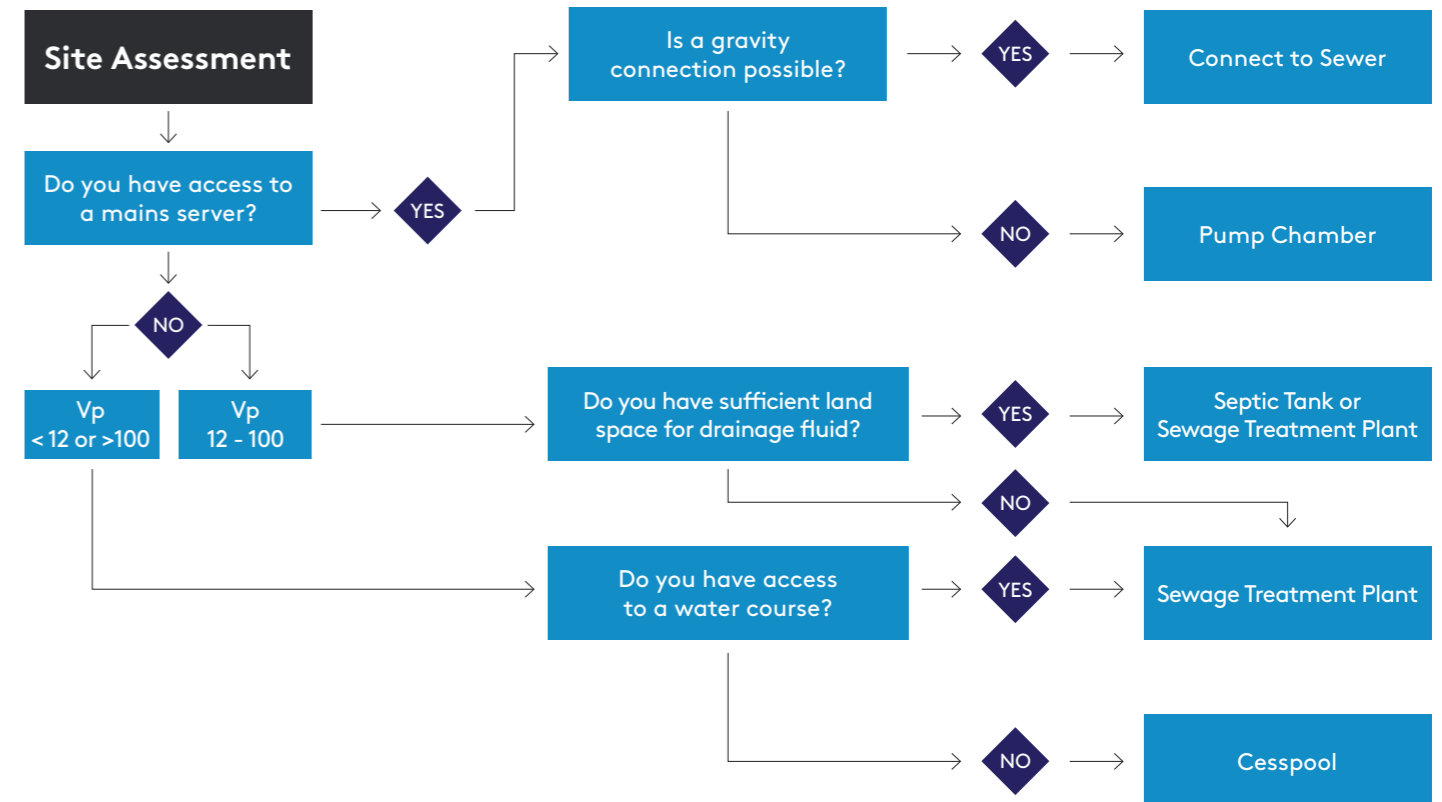 Site Assessment
Is a gravity
connection possible?
YES
Connect to Sewer
Do you have access to
a mains server?
YES
NO
Pump Chamber
NO
Vp
< 12 or >100
Vp
12 - 100
Do you have sufficient land
space for drainage fluid?
YES
Septic Tank or
Sewage Treatment Plant
NO
Do you have access
to a water course?
YES
Sewage Treatment Plant
NO
Cesspool